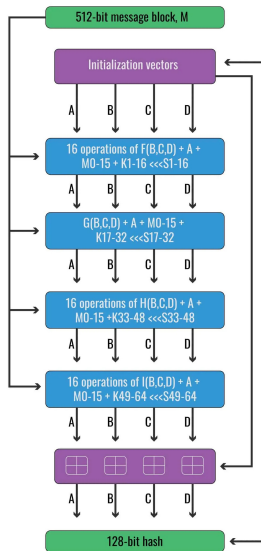 512-bit message block, M
Initialization vectors
A B C D
16 operations of F(B,C,D) + A +
M0-15 + K1-16 <<<S1-16
A B C D
G(B,C,D) + A + M0-15 +
K17-32 <<<S17-32
A B C D
16 operations of H(B,C,D) + A +
M0-15 +K33-48 <<<S33-48
A B C D
16 operations of I(B,C,D) + A +
M0-15 + K49-64 <<<S49-64
A B C D
A B C D
128-bit hash